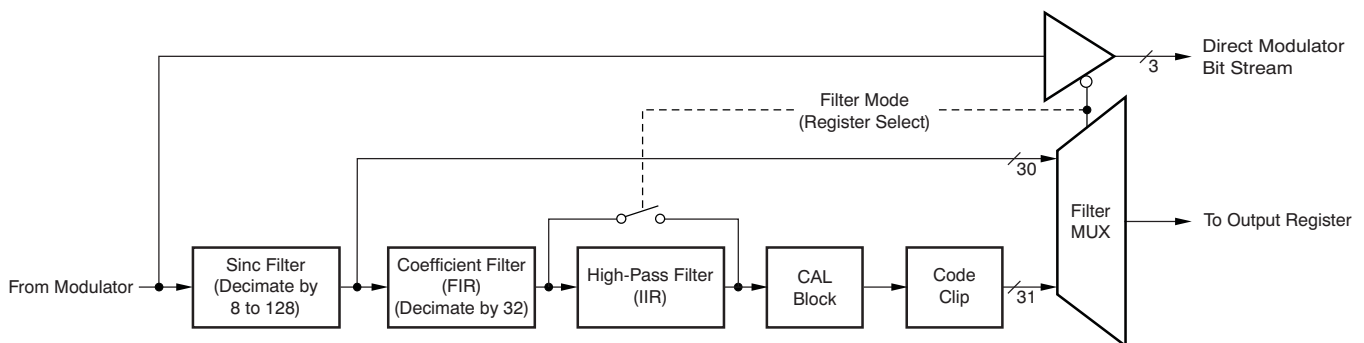 Direct Modulator
Bit Stream
3
Filter Mode
(Register Select)
30
Filter
MUX
To Output Register
From Modulator
Sinc Filter
(Decimate by
8 to 128)
Coefficient Filter
(FIR)
(Decimate by 32)
High-Pass Filter
(IIR)
CAL
Block
Code
Clip
31